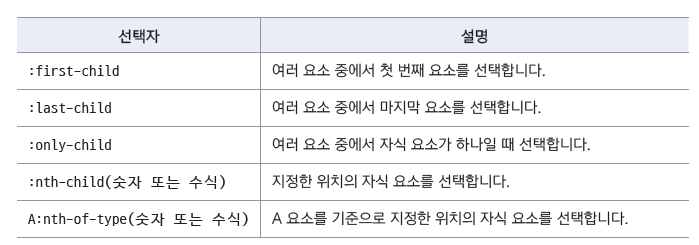 선택자 설명
:first-child 여러 요소 중에서 첫 번째 요소를 선택합니다.
:last-child 여러 요소 중에서 마지막 요소를 선택합니다.
:only-child 여러 요소 중에서 자식 요소가 하나일 때 선택합니다.
:nth-child(숫자 또는 수식) 지정한 위치의 자식 요소를 선택합니다.
A:nth-of-type(숫자 또는 수식) A 요소를 기준으로 지정한 위치의 자식 요소를 선택합니다.